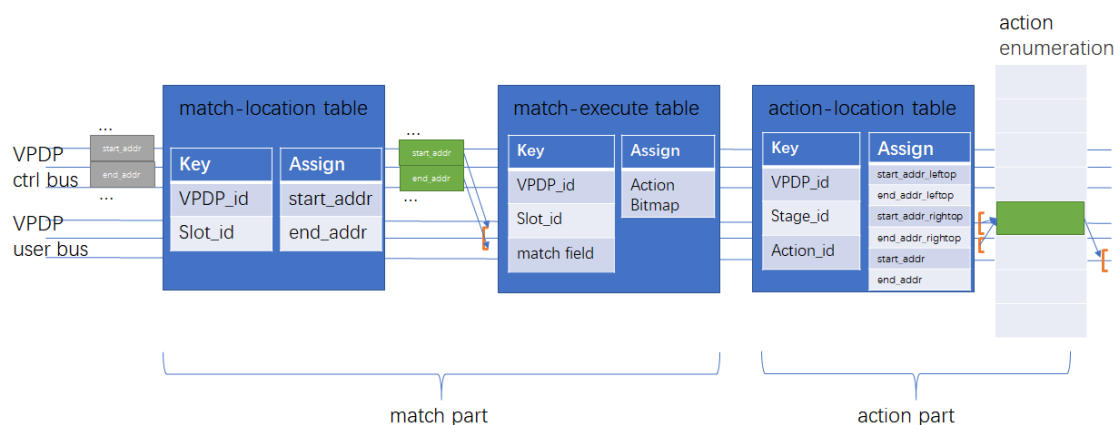 action
enumeration
match-location table
match-execute table
action-location table
...
...
VPDP
ctrl bus
start_addr
end_addr
...
Key
Assign
VPDP_id
start_addr
Slot_id
end_addr
start_addr
end_addr
...
Key
Assign
VPDP_id
Action
Bitmap
Slot_id
match field
Key
Assign
VPDP_id
Stage_id
Action_id
start_addr_leftop
end_addr_leftop
start_addr_rightop
end_addr_rightop
start_addr
end_addr
VPDP
user bus
match part
action part